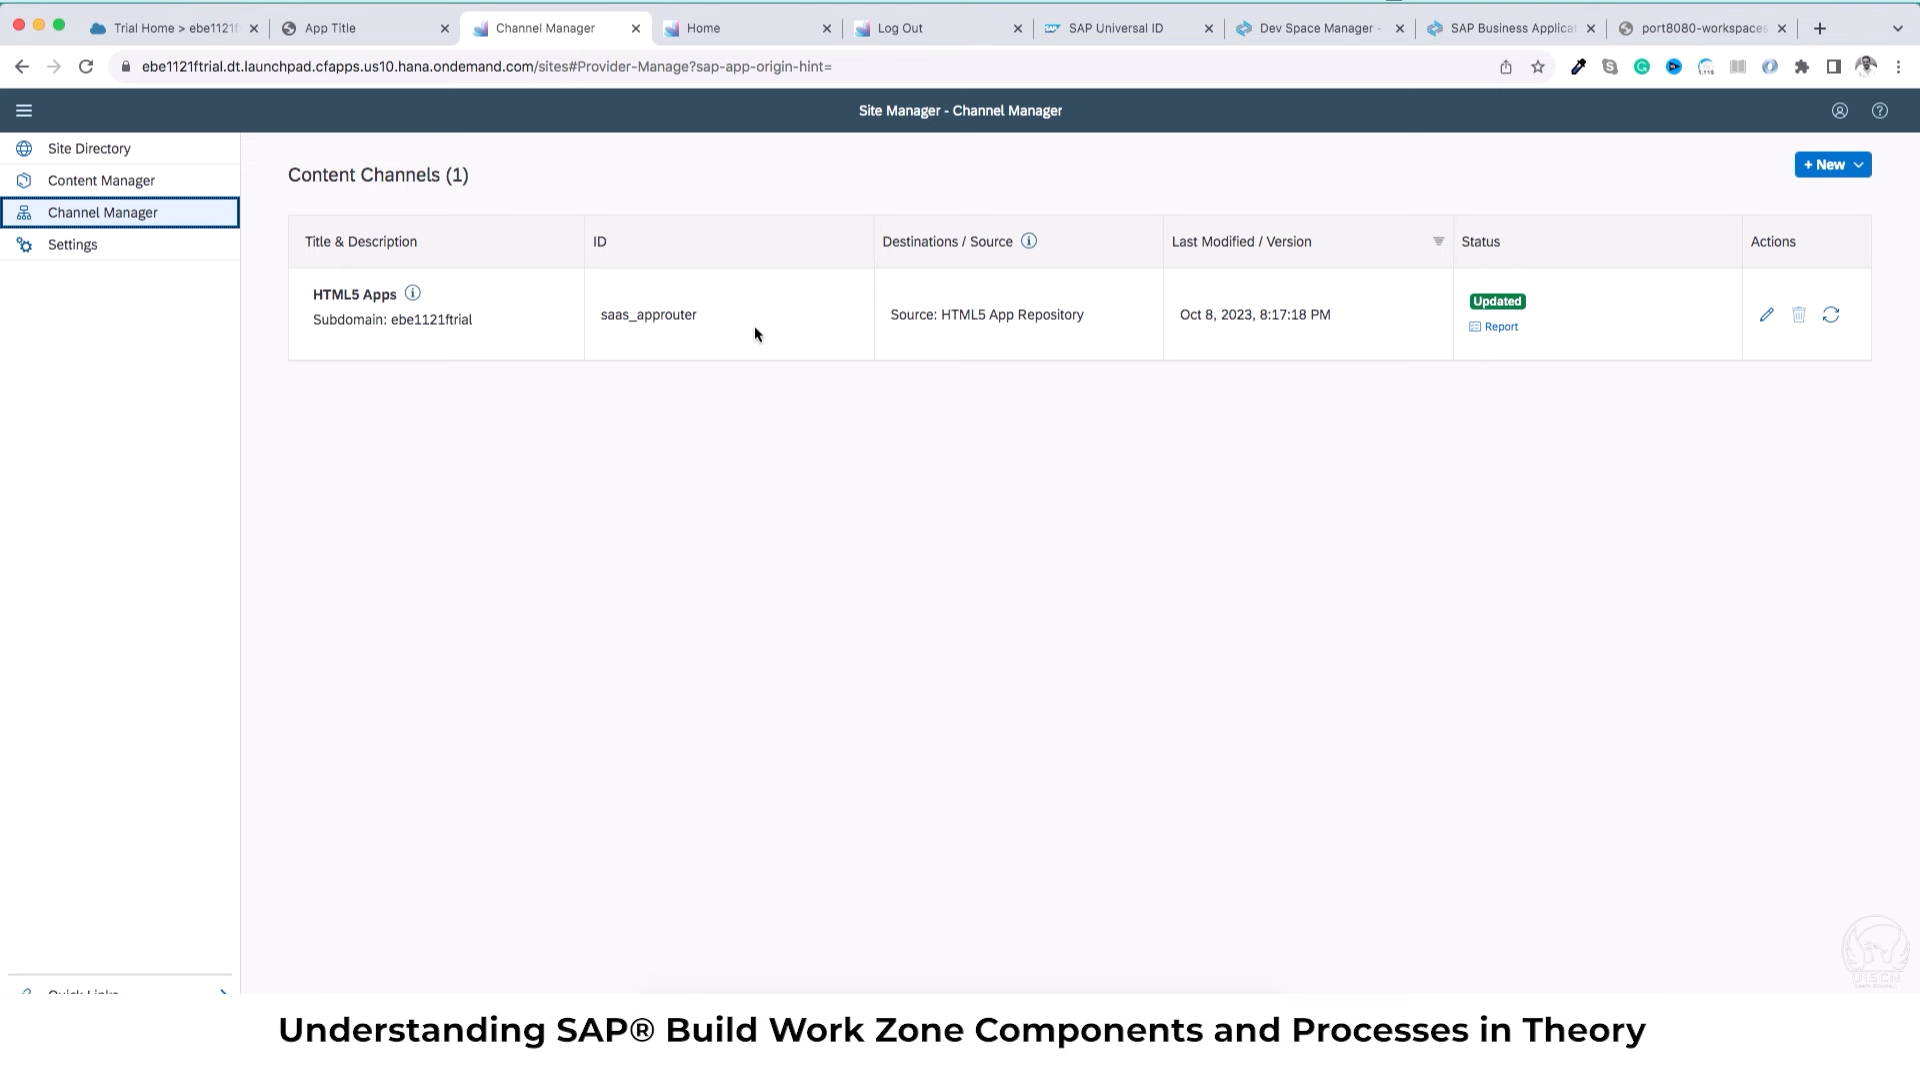 Trial Home > ebe1121f
App Title
Channel Manager
Home
Log Out
SAP Universal ID
Dev Space Manager -
SAP Business Applicat
port8080-workspaces
ebe1121ftrial.dt.launchpad.cfapps.us10.hana.ondemand.com/sites#Provider-Manage?sap-app-origin-hint=
Site Manager - Channel Manager
Site Directory
Content Manager
Channel Manager
Settings
Content Channels (1)
+ New
Title & Description
ID
Destinations / Source
Last Modified / Version
Status
Actions
HTML5 Apps
Subdomain: ebe1121ftrial
saas_approuter
Source: HTML5 App Repository
Oct 8, 2023, 8:17:18 PM
Updated
Report
Quick Links
UISCN
Understanding SAP® Build Work Zone Components and Processes in Theory